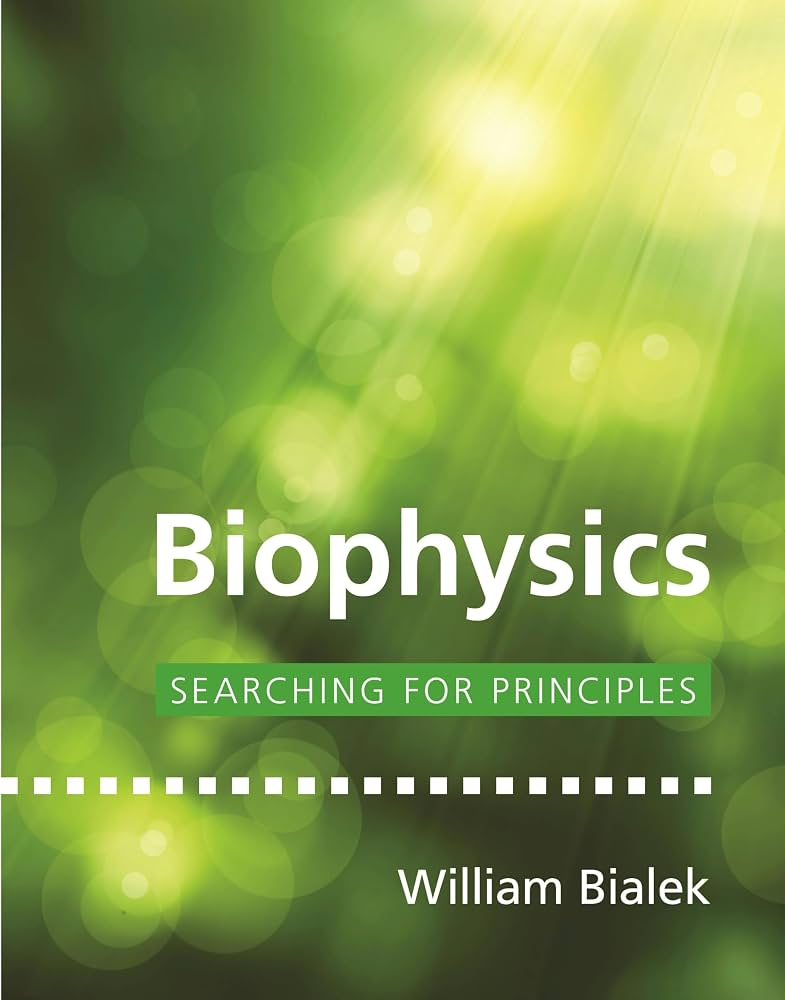 Biophysics
SEARCHING FOR PRINCIPLES
William Bialek